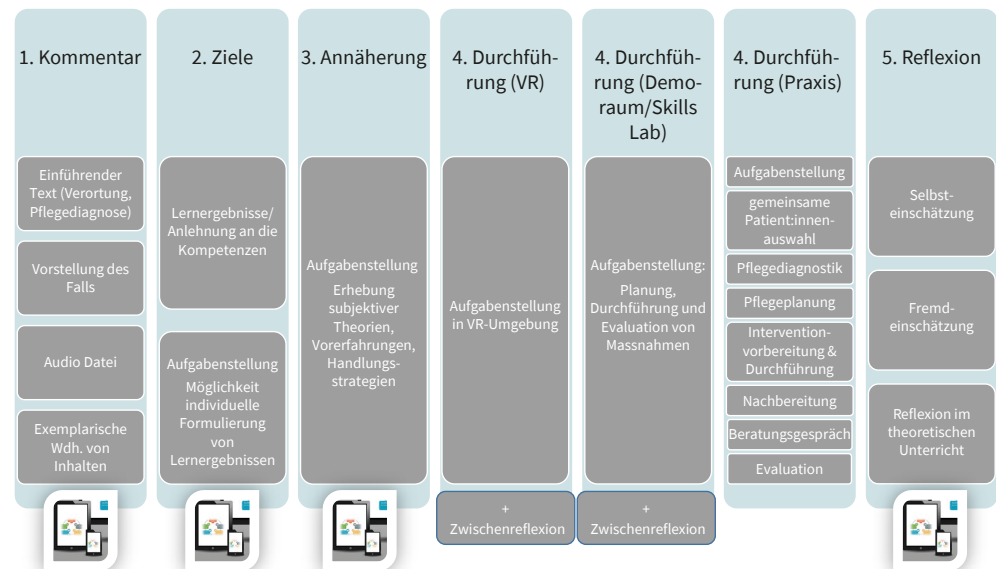 1. Kommentar
Einführender
Text (Verortung,
Pflegediagnose)
Vorstellung des
Falls
Audio Datei
Exemplarische
Wdh. von
Inhalten
2. Ziele
Lernergebnisse/
Anlehnung an die
Kompetenzen
Aufgabenstellung
Möglichkeit
individuelle
Formulierung
von
Lernergebnissen
3. Annäherung
Aufgabenstellung
Erhebung
subjektiver
Theorien,
Vorerfahrungen,
Handlungs-
strategien
4. Durchfüh-
rung (VR)
Aufgabenstellung
in VR-Umgebung
+
Zwischenreflexion
4. Durchfüh-
rung (Demo-
raum/Skills
Lab)
Aufgabenstellung:
Planung,
Durchführung und
Evaluation von
Massnahmen
+
Zwischenreflexion
4. Durchfüh-
rung (Praxis)
Aufgabenstellung
gemeinsame
Patient:innen-
auswahl
Pflegediagnostik
Pflegeplanung
Intervention-
vorbereitung &
Durchführung
Nachbereitung
Beratungsgespräch
Evaluation
5. Reflexion
Selbst-
einschätzung
Fremd-
einschätzung
Reflexion im
theoretischen
Unterricht